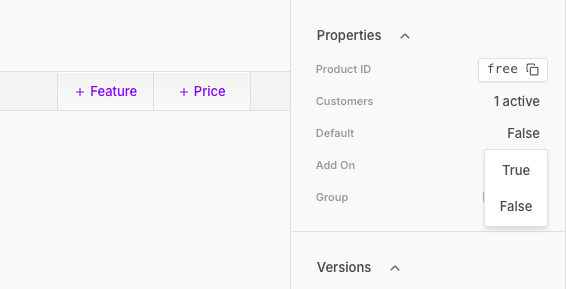 Properties
Product ID free
Customers 1 active
+ Feature + Price
Default False
Add On
True
Group
False
Versions